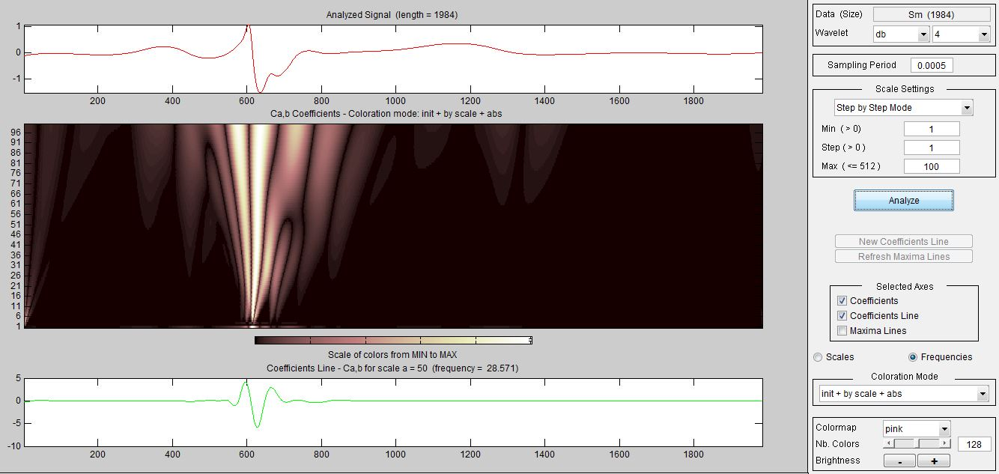 Analyzed Signal (length = 1984)
1
0
-1
200 400 600 800 1000 1200 1400 1600 1800
Ca,b Coefficients - Coloration mode: init + by scale + abs
96
91
86
81
76
71
66
61
56
51
46
41
36
31
26
21
16
11
6
1
Scale of colors from MIN to MAX
Coefficients Line - Ca,b for scale a = 50 (frequency = 28.571)
5
0
-5
-10
200 400 600 800 1000 1200 1400 1600 1800
Data (Size) Sm (1984)
Wavelet db 4
Sampling Period 0.0005
Scale Settings
Step by Step Mode
Min ( > 0) 1
Step ( > 0 ) 1
Max ( <= 512 ) 100
Analyze
New Coefficients Line
Refresh Maxima Lines
Selected Axes
Coefficients
Coefficients Line
Maxima Lines
Scales Frequencies
Coloration Mode
init + by scale + abs
Colormap pink
Nb. Colors 128
Brightness - +